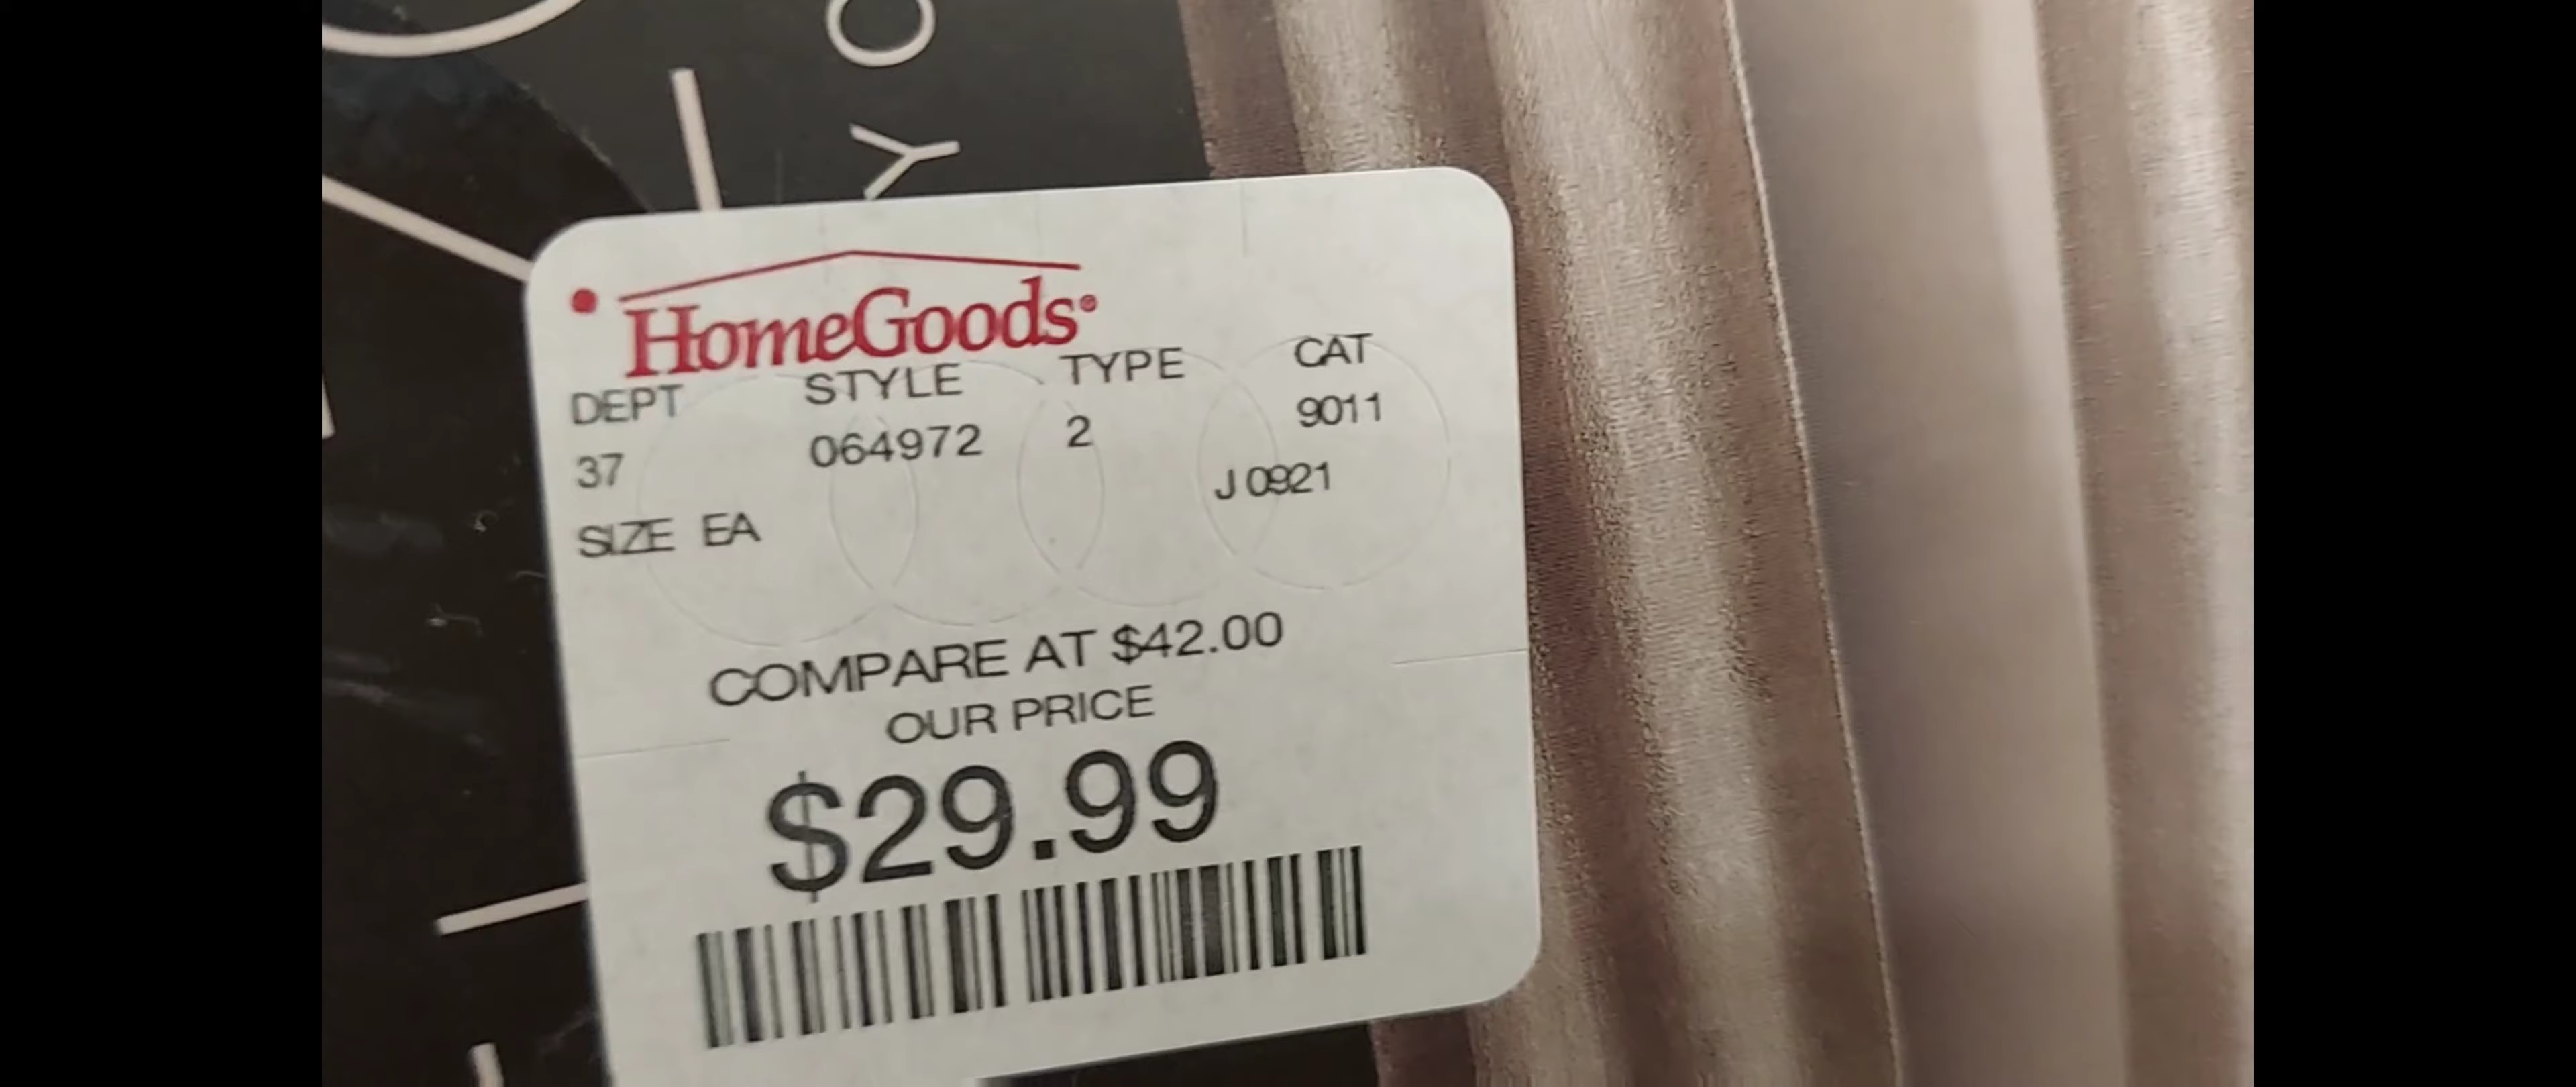 Y O
HomeGoods®
DEPT STYLE TYPE CAT
37 064972 2 9011
J 0921
SIZE EA
COMPARE AT $42.00
OUR PRICE
$29.99